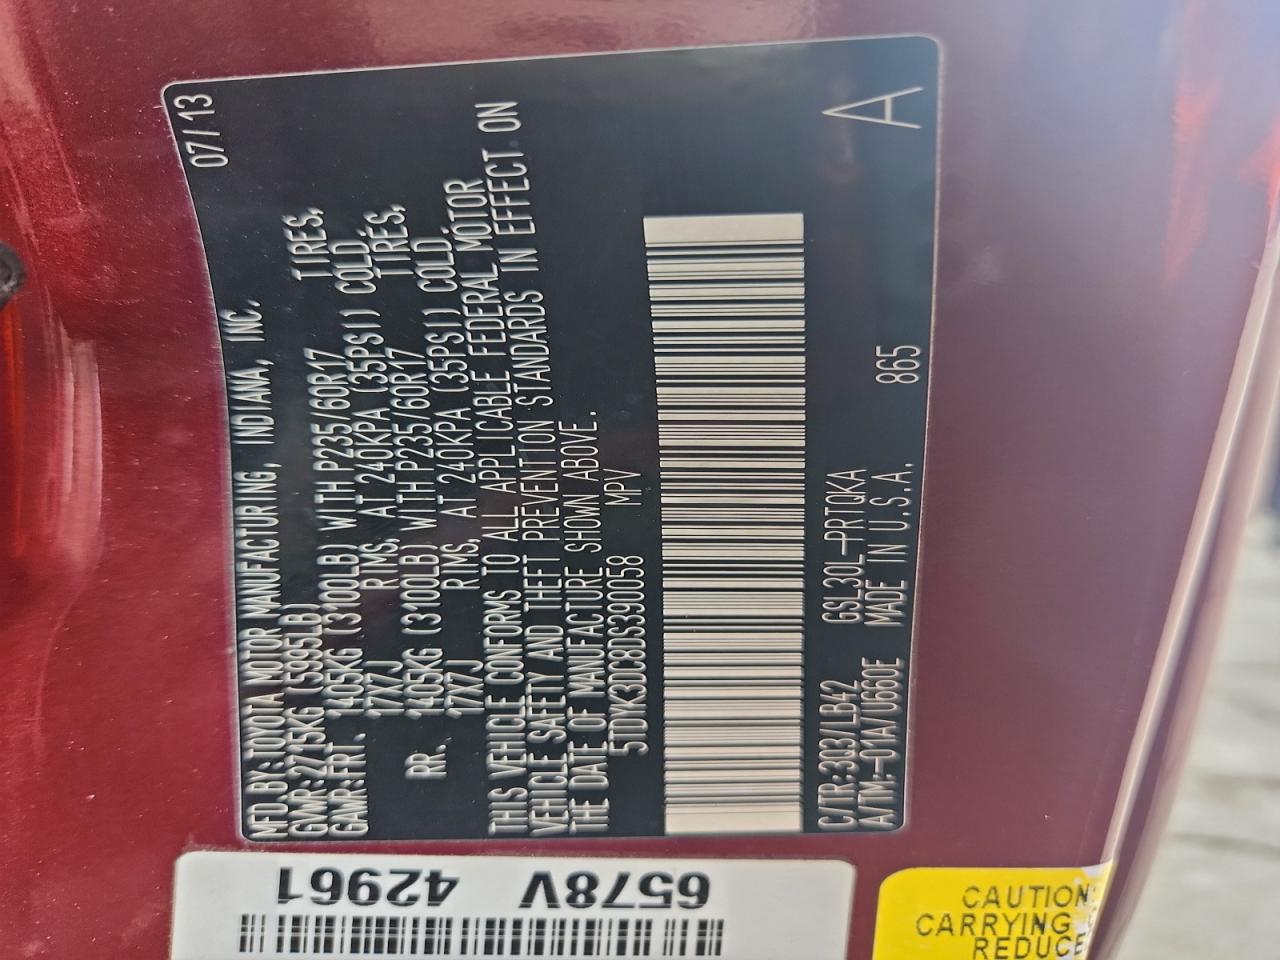 MFD. BY: TOYOTA MOTOR MANUFACTURING, INDIANA, INC. 07/13
GVWR: 2715KG (5995LB)
GAWR: FRT. 1405KG (3100LB) WITH P235/60R17 TIRES,
17X7J RIMS, AT 240KPA (35PSI) COLD.
RR. 1405KG (3100LB) WITH P235/60R17 TIRES,
17X7J RIMS, AT 240KPA (35PSI) COLD.
THIS VEHICLE CONFORMS TO ALL APPLICABLE FEDERAL MOTOR
VEHICLE SAFETY AND THEFT PREVENTION STANDARDS IN EFFECT ON
THE DATE OF MANUFACTURE SHOWN ABOVE.
5TDYK3DC8DS390058 MPV
C/TR: 3Q3/LB42 GSL30L-PRTQKA A
A/TM: -01A/U660E MADE IN U.S.A. 865
6578V 42961
CAUTION:
CARRYING
REDUCE